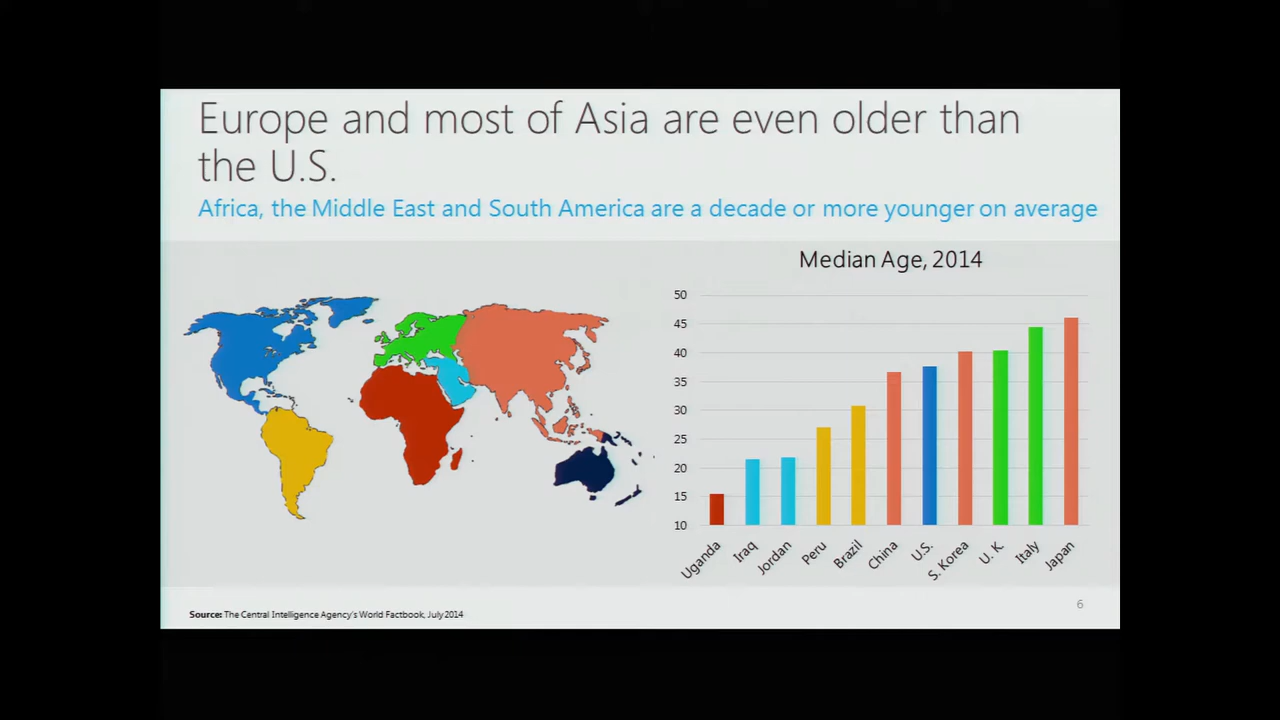 Europe and most of Asia are even older than
the U.S.
Africa, the Middle East and South America are a decade or more younger on average
Median Age, 2014
50
45
40
35
30
25
20
15
10
Uganda
Iraq
Jordan
Peru
Brazil
China
U.S.
S. Korea
U. K.
Italy
Japan
Source: The Central Intelligence Agency's World Factbook, July 2014
6